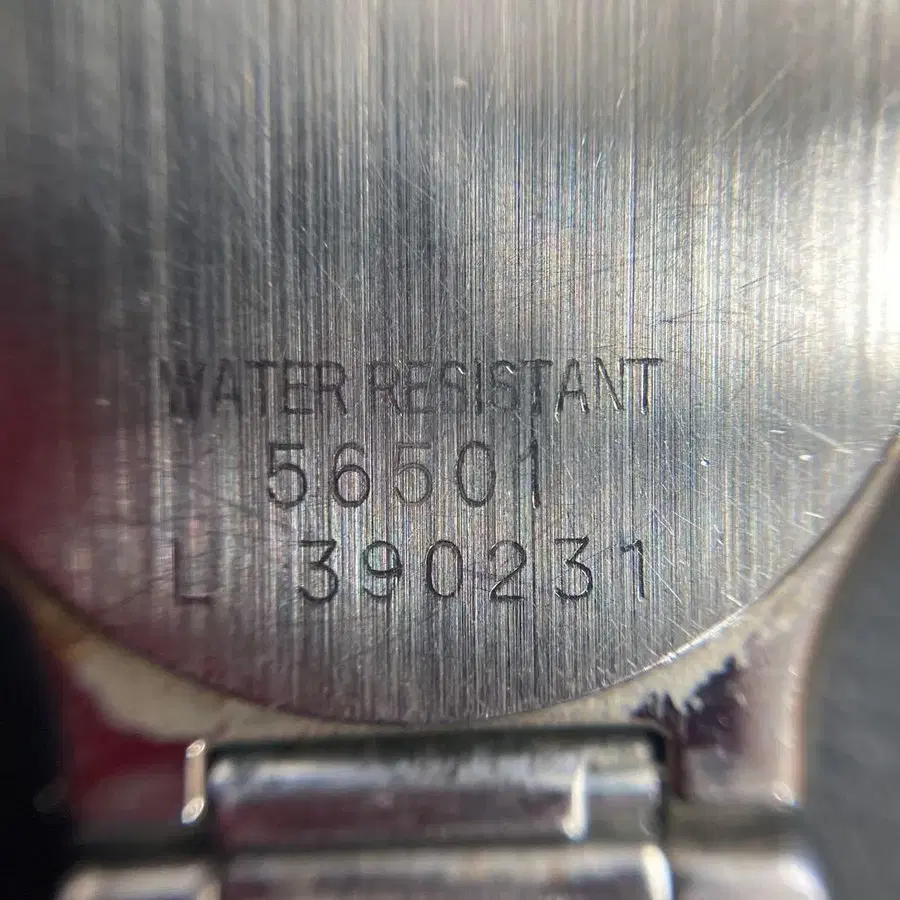 WATER RESISTANT
56501
L 390231